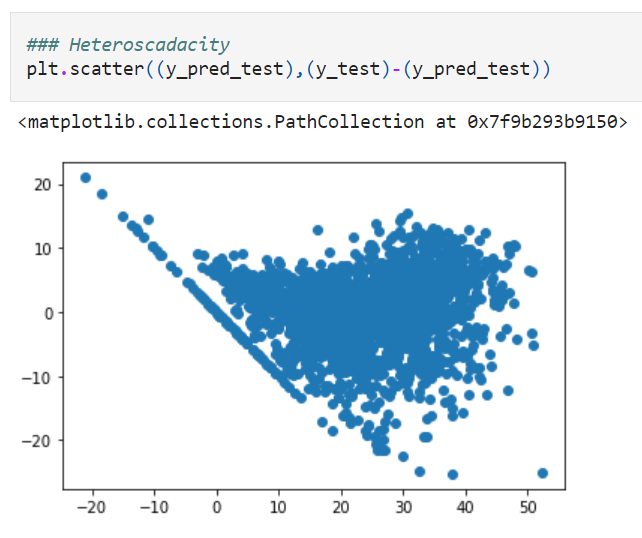 ### Heteroscadacity
plt.scatter((y_pred_test),(y_test)-(y_pred_test))
<matplotlib.collections.PathCollection at 0x7f9b293b9150>
20
10
0
−10
−20
−20 −10 0 10 20 30 40 50